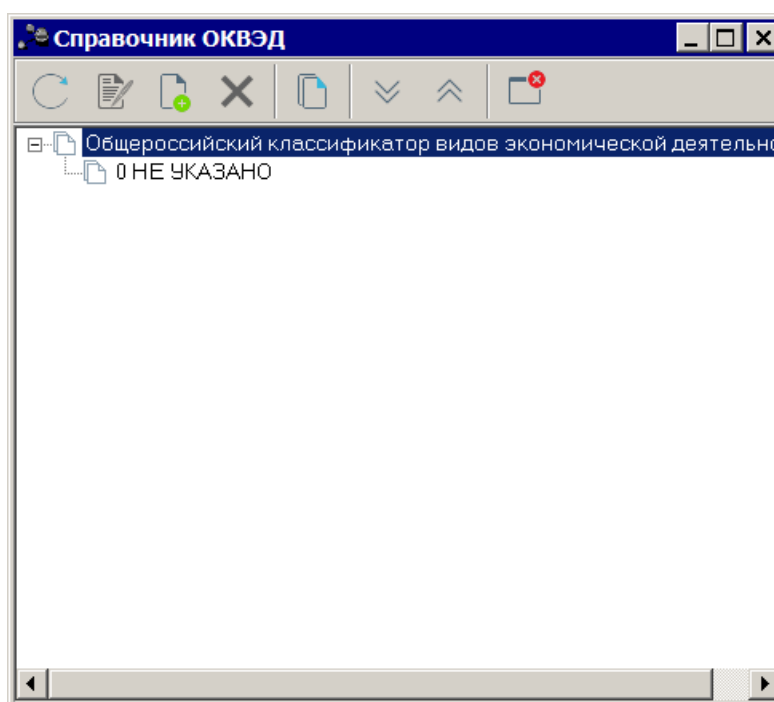 Справочник ОКВЭД
Общероссийский классификатор видов экономической деятельно
0 НЕ УКАЗАНО